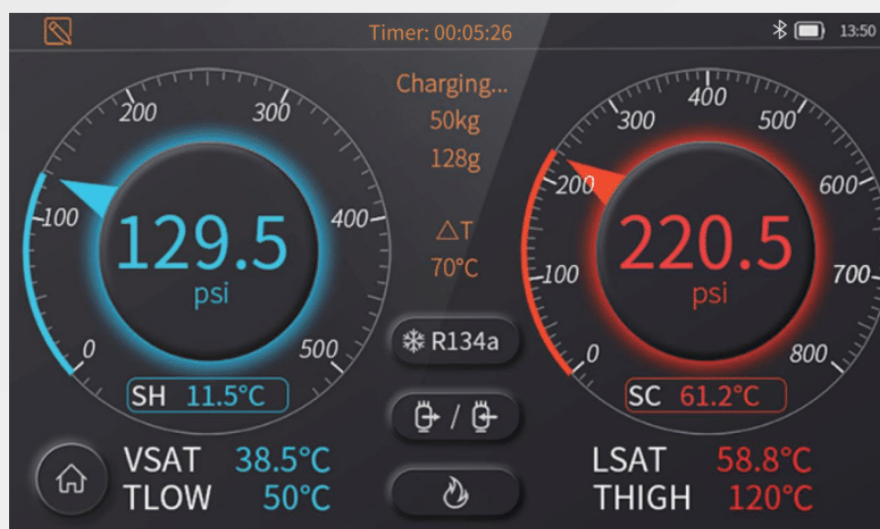 Timer: 00:05:26
13:50
Charging...
50kg
128g
△T
70°C
0
100
200
300
400
500
129.5
psi
SH 11.5°C
VSAT 38.5°C
TLOW 50°C
R134a
/
0
100
200
300
400
500
600
700
800
220.5
psi
SC 61.2°C
LSAT 58.8°C
THIGH 120°C